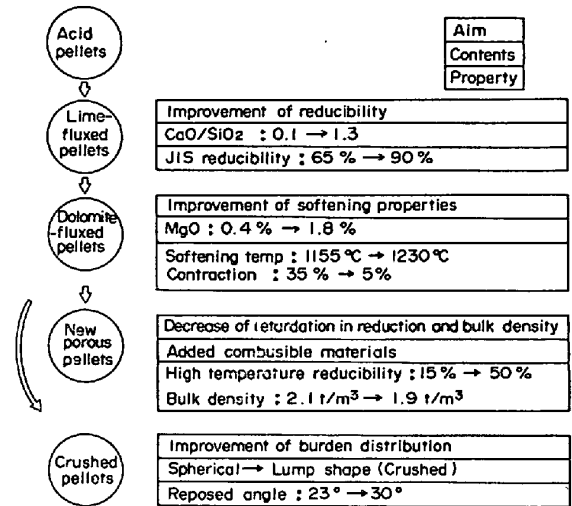 Acid
pellets
Aim
Contents
Property
Lime-
fluxed
pellets
Improvement of reducibility
CaO/SiO2 : 0.1 → 1.3
JIS reducibility : 65 % → 90 %
Dolomite
-fluxed
pellets
Improvement of softening properties
MgO : 0.4 % → 1.8 %
Softening temp : 1155 °C → 1230 °C
Contraction : 35 % → 5 %
New
porous
pellets
Decrease of retardation in reduction and bulk density
Added combusible materials
High temperature reducibility : 15 % → 50 %
Bulk density : 2.1 t/m³ → 1.9 t/m³
Crushed
pellets
Improvement of burden distribution
Spherical → Lump shape (Crushed)
Reposed angle : 23° → 30°